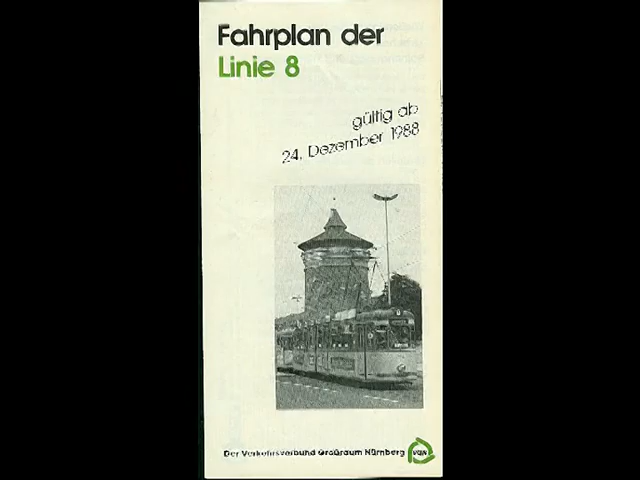 Fahrplan der
Linie 8
gültig ab
24. Dezember 1988
Der Verkehrsverbund Großraum Nürnberg
VGN